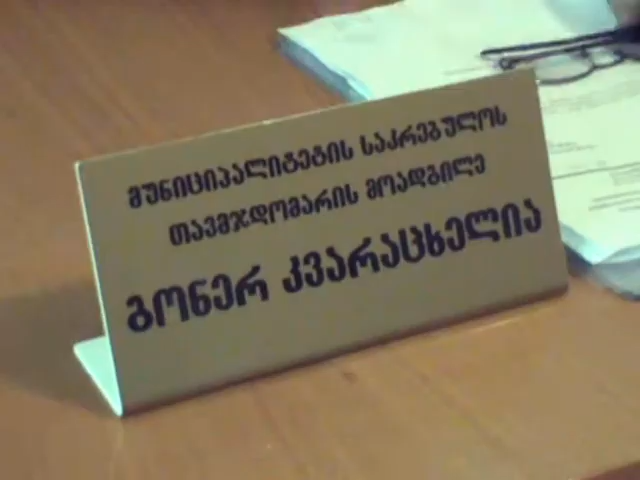 მუნიციპალიტეტის საკრებულოს
თავმჯდომარის მოადგილე
გონერ კვარაცხელია